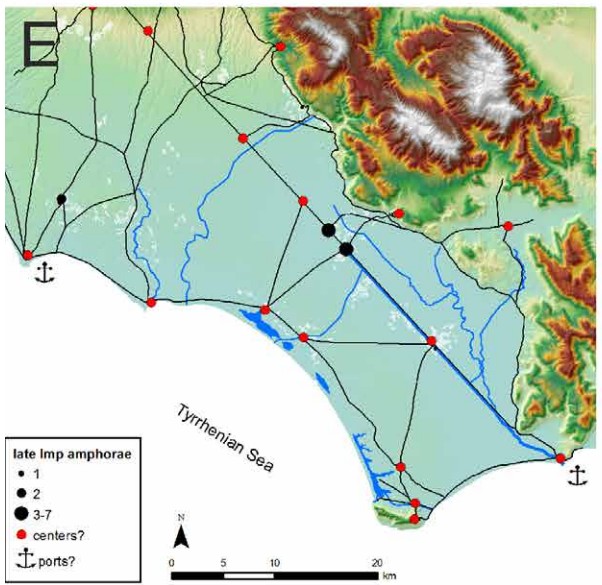 E
Tyrrhenian Sea
late Imp amphorae
1
2
3-7
centers?
ports?
N
0 5 10 20
km